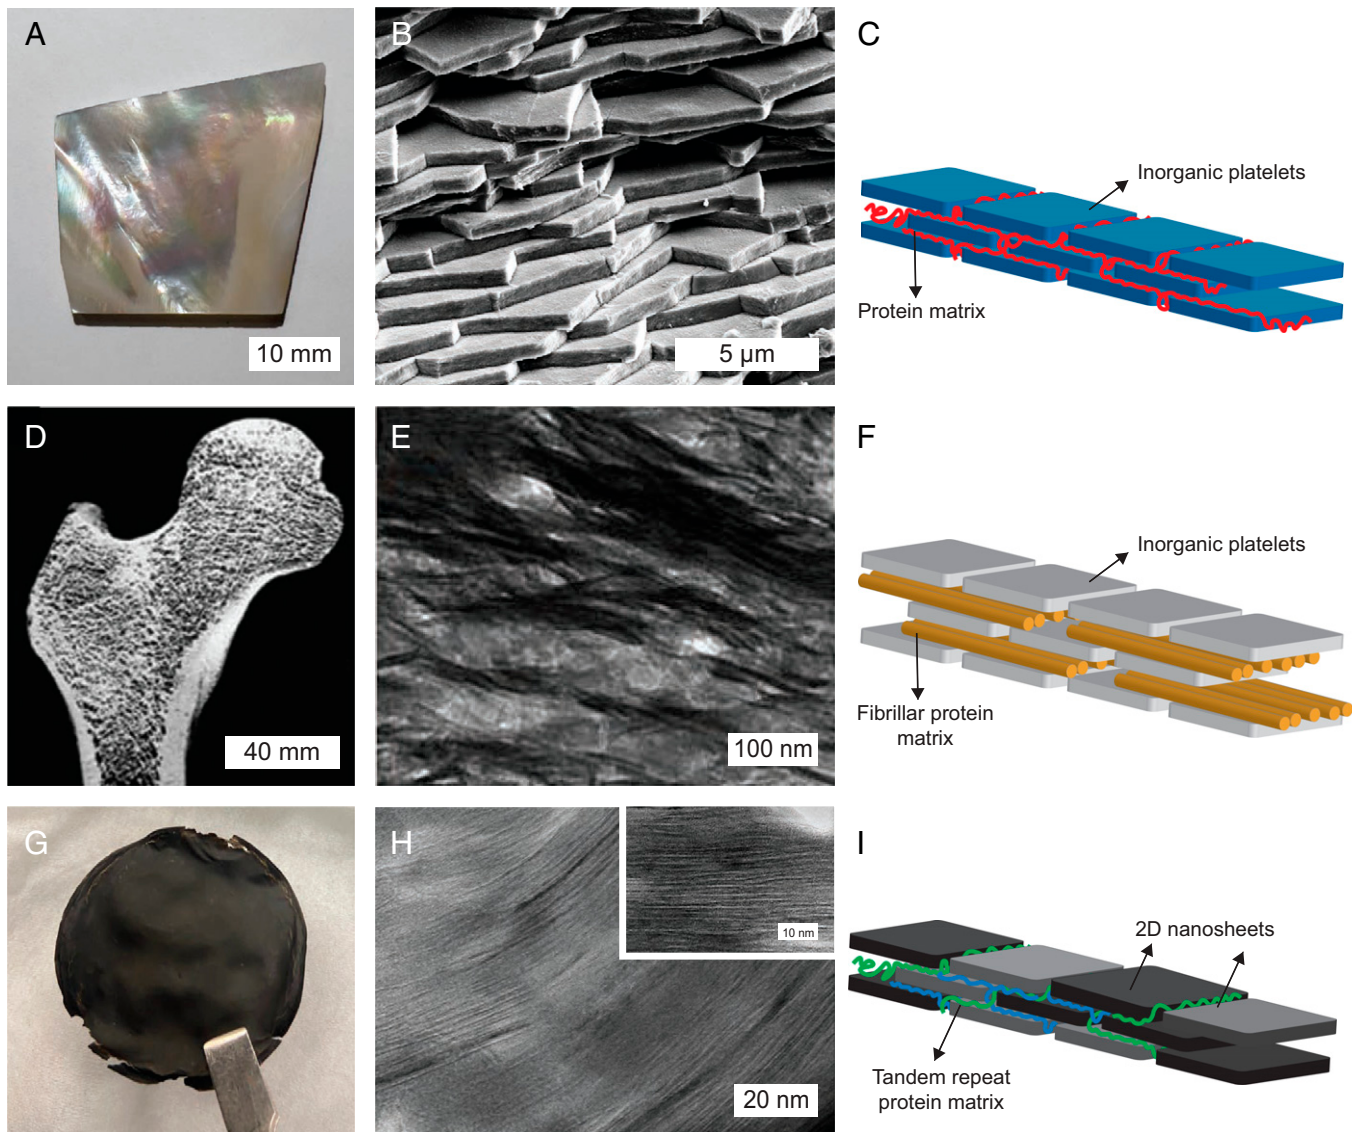 A
10 mm
B
5 µm
C
Inorganic platelets
Protein matrix
D
40 mm
E
100 nm
F
Inorganic platelets
Fibrillar protein
matrix
G
H
10 nm
20 nm
I
2D nanosheets
Tandem repeat
protein matrix